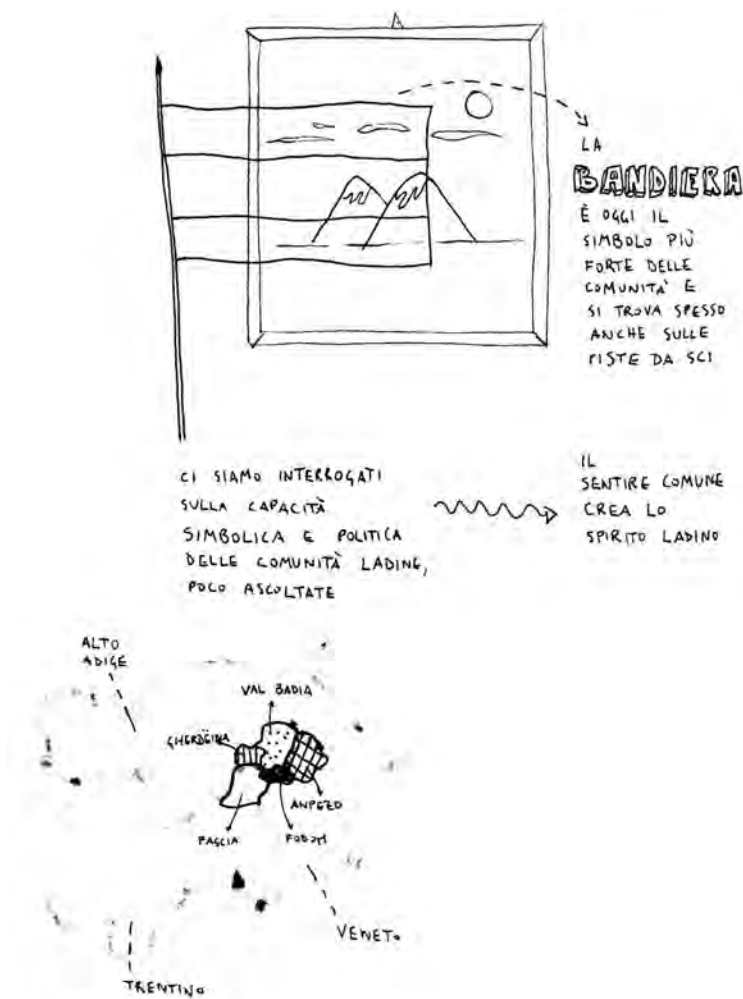 LA
BANDIERA
È OGGI IL
SIMBOLO PIÙ
FORTE DELLE
COMUNITA' E
SI TROVA SPESSO
ANCHE SULLE
PISTE DA SCI
CI SIAMO INTERROGATI
SULLA CAPACITÀ
SIMBOLICA E POLITICA
DELLE COMUNITÀ LADINE,
POCO ASCOLTATE
IL
SENTIRE COMUNE
CREA LO
SPIRITO LADINO
ALTO
ADIGE
VAL BADIA
GHERDËINA
ANPEZO
FASCIA
FODOM
VENETO
TRENTINO